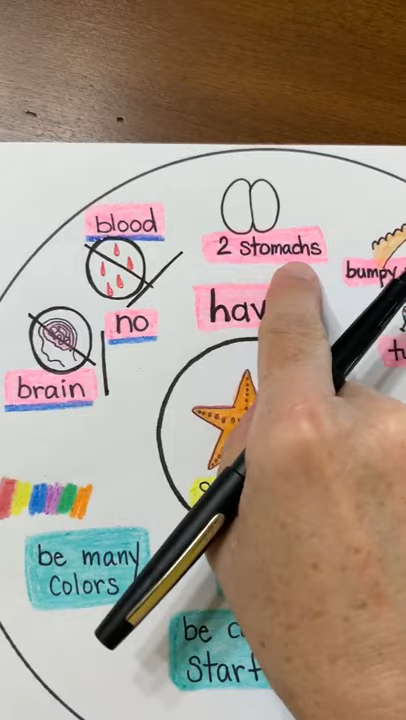 blood
2 stomachs
bumpy
hav
no
brain
be many
colors
be
Start